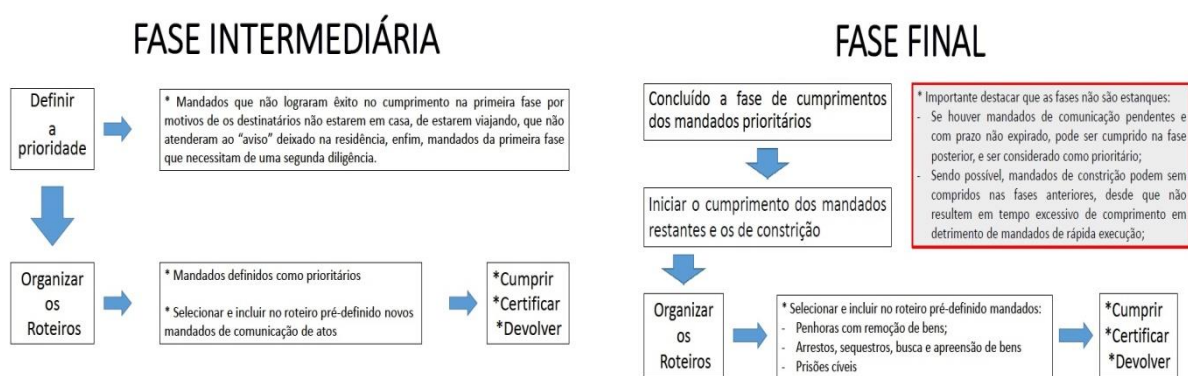 FASE INTERMEDIÁRIA
Definir
a
prioridade
* Mandados que não lograram êxito no cumprimento na primeira fase por
motivos de os destinatários não estarem em casa, de estarem viajando, que não
atenderam ao “aviso” deixado na residência, enfim, mandados da primeira fase
que necessitam de uma segunda diligência.
Organizar
os
Roteiros
* Mandados definidos como prioritários
* Selecionar e incluir no roteiro pré-definido novos
mandados de comunicação de atos
*Cumprir
*Certificar
*Devolver
FASE FINAL
Concluído a fase de cumprimentos
dos mandados prioritários
* Importante destacar que as fases não são estanques:
- Se houver mandados de comunicação pendentes e
com prazo não expirado, pode ser cumprido na fase
posterior, e ser considerado como prioritário;
- Sendo possível, mandados de constrição podem sem
compridos nas fases anteriores, desde que não
resultem em tempo excessivo de comprimento em
detrimento de mandados de rápida execução;
Iniciar o cumprimento dos mandados
restantes e os de constrição
Organizar
os
Roteiros
* Selecionar e incluir no roteiro pré-definido mandados:
- Penhoras com remoção de bens;
- Arrestos, sequestros, busca e apreensão de bens
- Prisões cíveis
*Cumprir
*Certificar
*Devolver